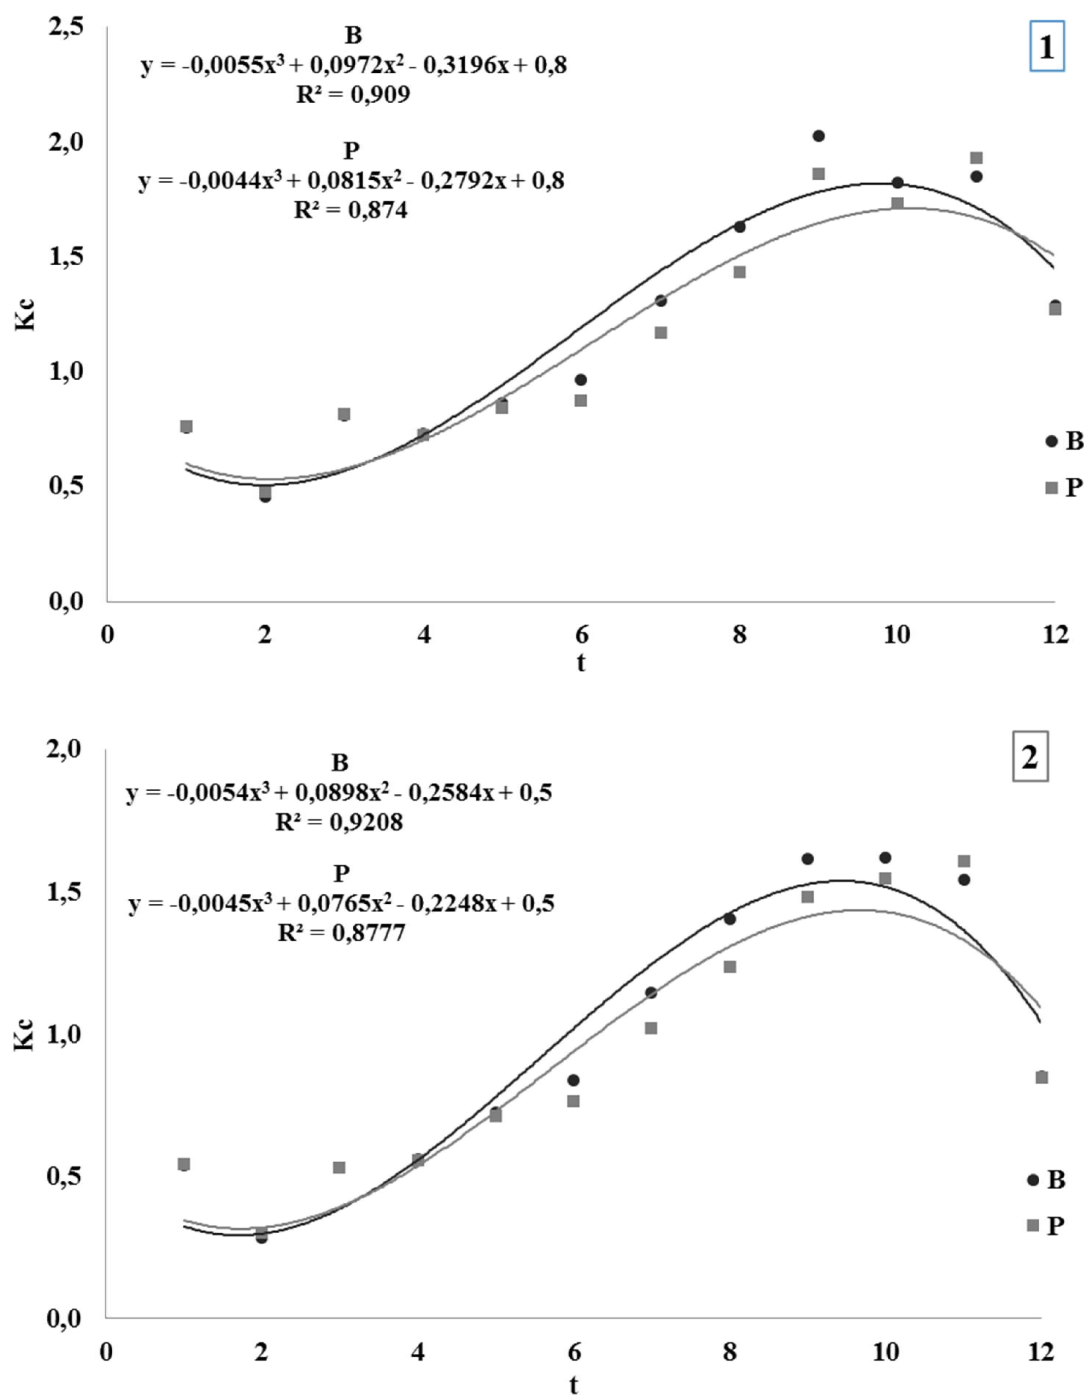 2,5
B
y = -0,0055x³ + 0,0972x² - 0,3196x + 0,8
R² = 0,909
1
2,0
P
y = -0,0044x³ + 0,0815x² - 0,2792x + 0,8
R² = 0,874
1,5
Kc
1,0
B
0,5
P
0,0
0 2 4 6 8 10 12
t
2,0
B
y = -0,0054x³ + 0,0898x² - 0,2584x + 0,5
R² = 0,9208
2
P
1,5
y = -0,0045x³ + 0,0765x² - 0,2248x + 0,5
R² = 0,8777
1,0
Kc
0,5
B
P
0,0
0 2 4 6 8 10 12
t